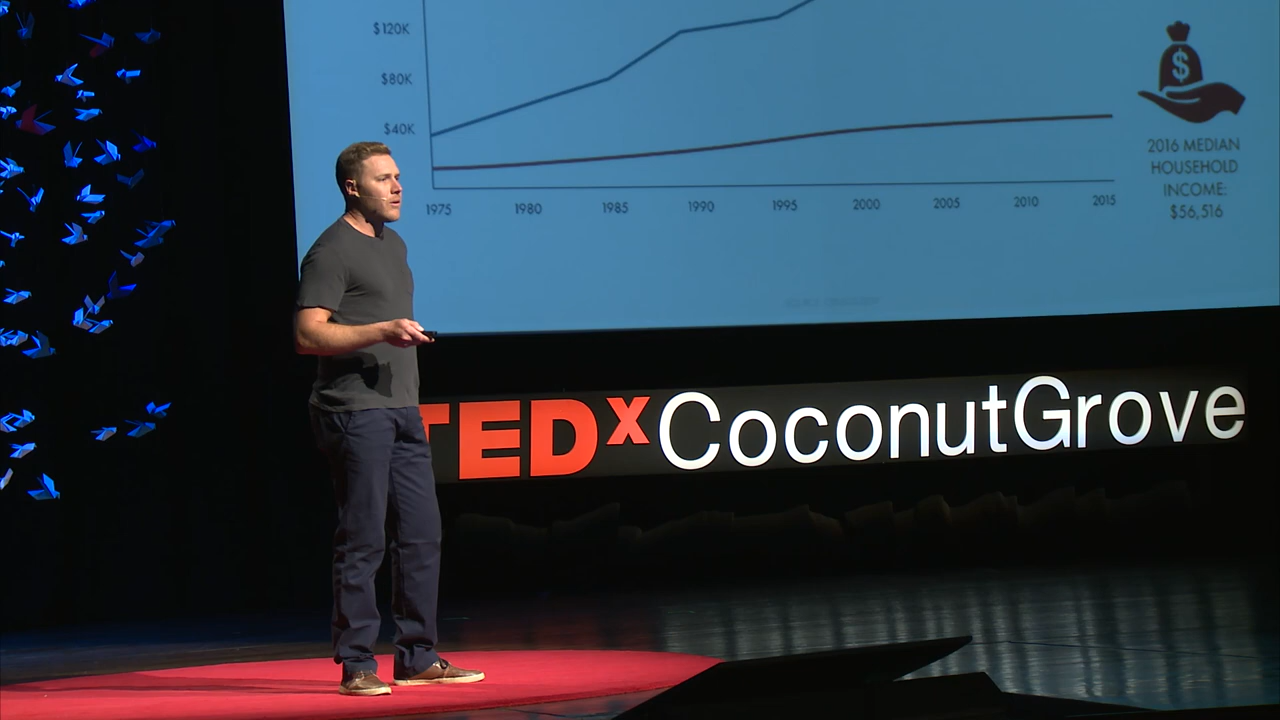 $120K
$80K
$40K
1975 1980 1985 1990 1995 2000 2005 2010 2015
$
2016 MEDIAN
HOUSEHOLD
INCOME:
$56,516
TEDxCoconutGrove